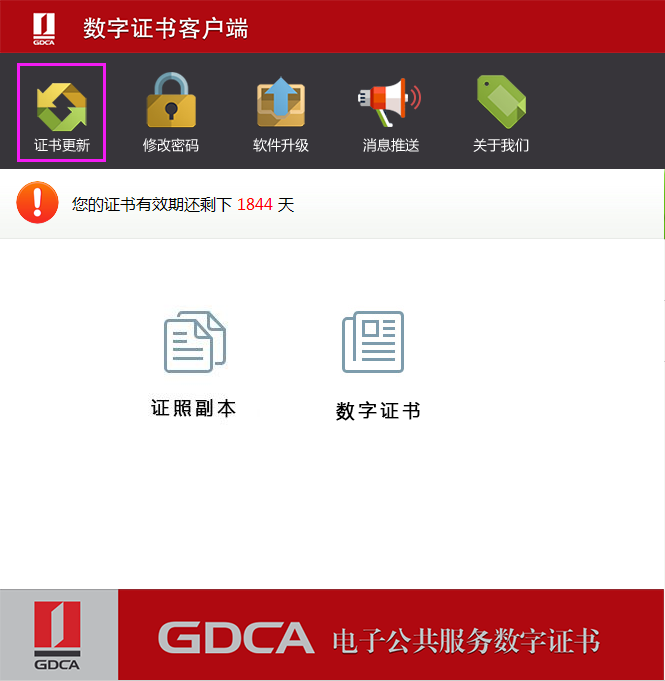 GDCA
数字证书客户端
证书更新 修改密码 软件升级 消息推送 关于我们
您的证书有效期还剩下 1844 天
证照副本 数字证书
GDCA
GDCA 电子公共服务数字证书